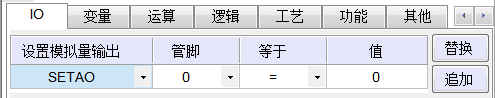 IO 变量 运算 逻辑 工艺 功能 其他
设置模拟量输出 管脚 等于 值 替换
SETAO 0 = 0 追加